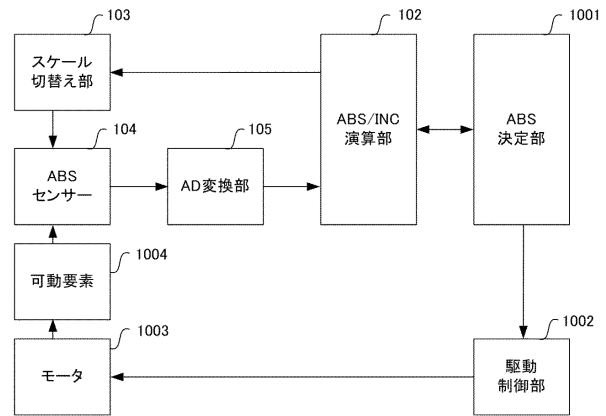 103
スケール
切替え部
102
ABS/INC
演算部
1001
ABS
決定部
104
ABS
センサー
105
AD変換部
1004
可動要素
1003
モータ
1002
駆動
制御部